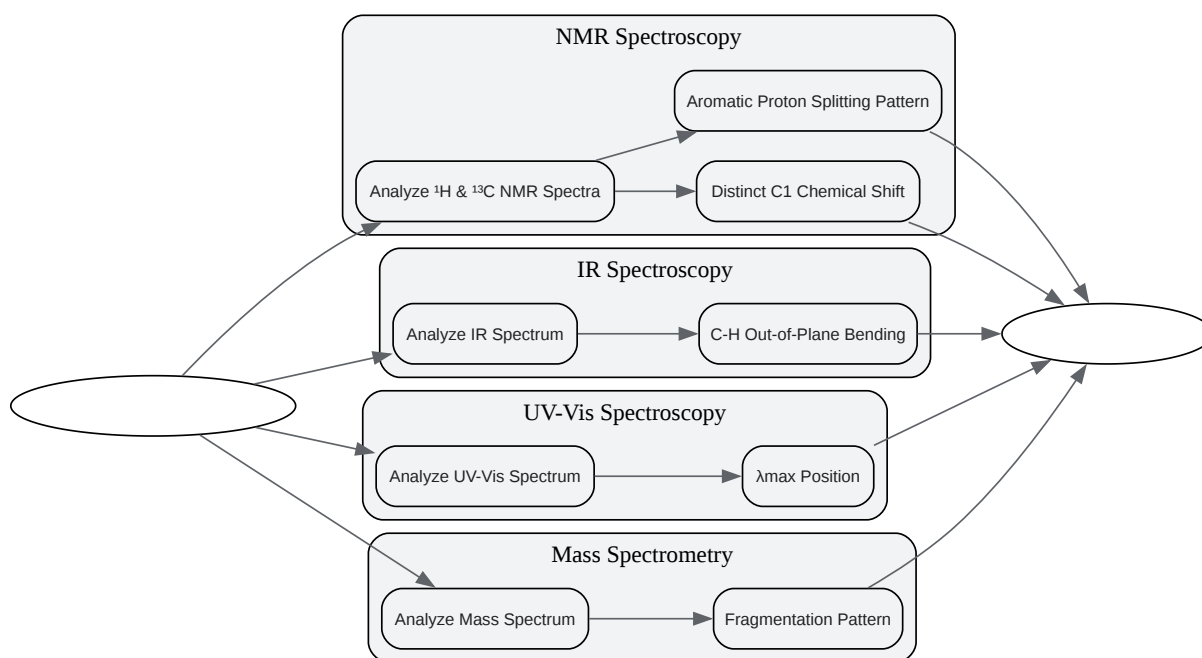 NMR Spectroscopy
Aromatic Proton Splitting Pattern
Analyze ¹H & ¹³C NMR Spectra
Distinct C1 Chemical Shift
IR Spectroscopy
Analyze IR Spectrum
C-H Out-of-Plane Bending
UV-Vis Spectroscopy
Analyze UV-Vis Spectrum
λmax Position
Mass Spectrometry
Analyze Mass Spectrum
Fragmentation Pattern